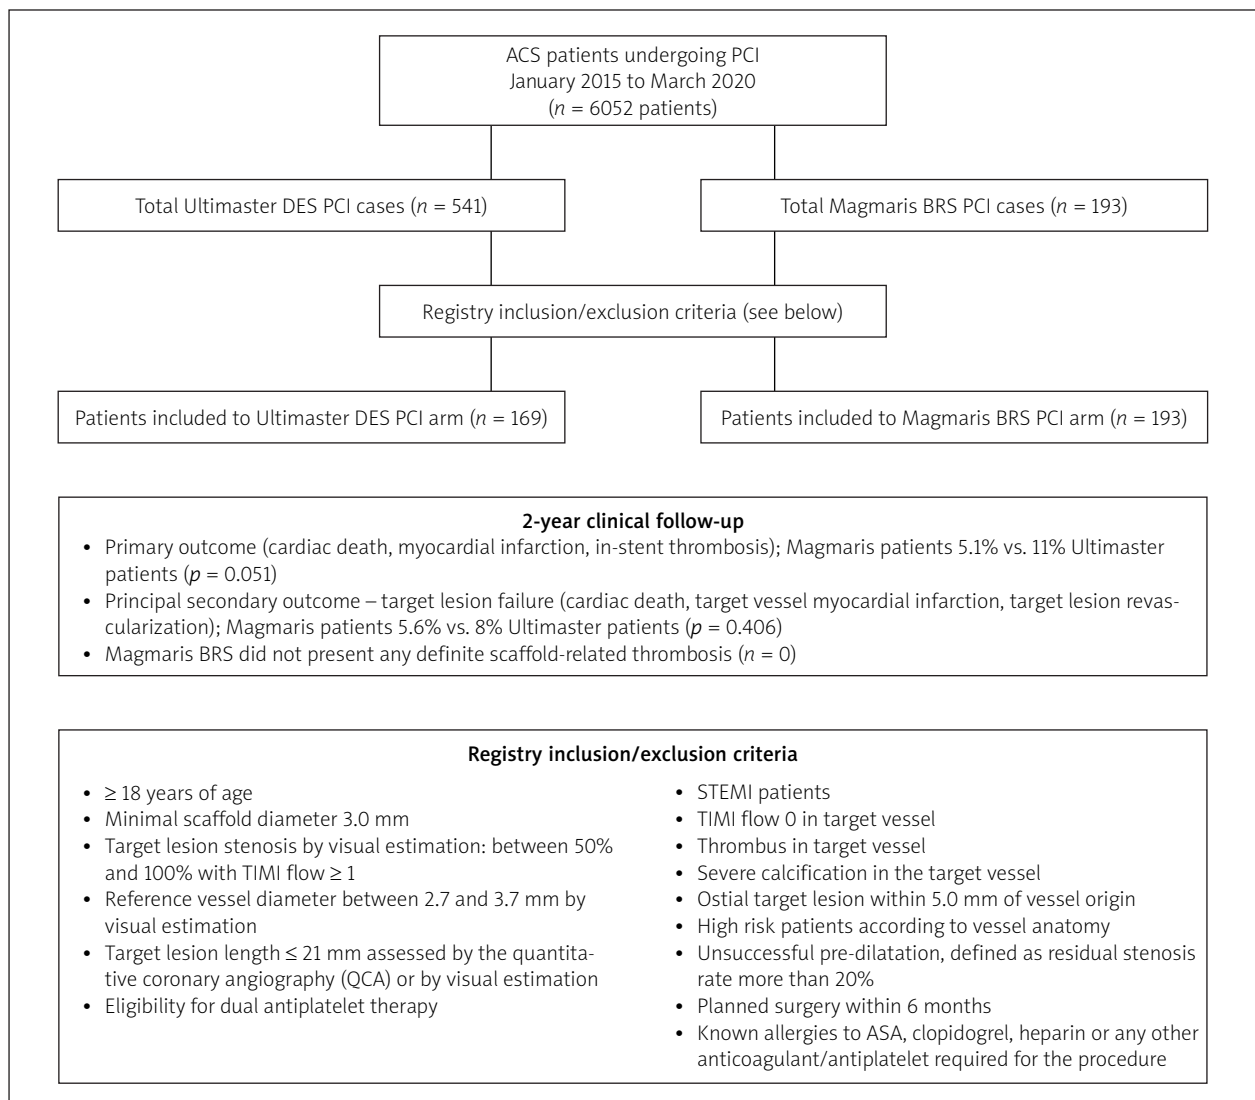 ACS patients undergoing PCI
January 2015 to March 2020
(n = 6052 patients)
Total Ultimaster DES PCI cases (n = 541)
Total Magmaris BRS PCI cases (n = 193)
Registry inclusion/exclusion criteria (see below)
Patients included to Ultimaster DES PCI arm (n = 169)
Patients included to Magmaris BRS PCI arm (n = 193)
2-year clinical follow-up
• Primary outcome (cardiac death, myocardial infarction, in-stent thrombosis); Magmaris patients 5.1% vs. 11% Ultimaster
patients (p = 0.051)
• Principal secondary outcome – target lesion failure (cardiac death, target vessel myocardial infarction, target lesion revas-
cularization); Magmaris patients 5.6% vs. 8% Ultimaster patients (p = 0.406)
• Magmaris BRS did not present any definite scaffold-related thrombosis (n = 0)
Registry inclusion/exclusion criteria
• ≥ 18 years of age
• Minimal scaffold diameter 3.0 mm
• Target lesion stenosis by visual estimation: between 50%
and 100% with TIMI flow ≥ 1
• Reference vessel diameter between 2.7 and 3.7 mm by
visual estimation
• Target lesion length ≤ 21 mm assessed by the quantita-
tive coronary angiography (QCA) or by visual estimation
• Eligibility for dual antiplatelet therapy
• STEMI patients
• TIMI flow 0 in target vessel
• Thrombus in target vessel
• Severe calcification in the target vessel
• Ostial target lesion within 5.0 mm of vessel origin
• High risk patients according to vessel anatomy
• Unsuccessful pre-dilatation, defined as residual stenosis
rate more than 20%
• Planned surgery within 6 months
• Known allergies to ASA, clopidogrel, heparin or any other
anticoagulant/antiplatelet required for the procedure